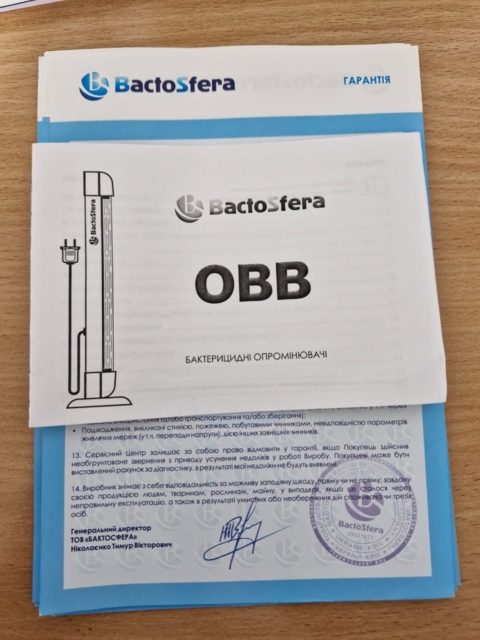 BactoSfera
ГАРАНТІЯ
BactoSfera
BactoSfera
ОВВ
БАКТЕРИЦИДНІ ОПРОМІНЮВАЧІ
Пошкодження, викликані стихією, пожежею, побутовими чинниками, невідповідністю параметрів
живлячих мереж (у т.ч. перепади напруги), дією інших зовнішніх чинників.
13. Сервісний Центр залишає за собою право відмовити у гарантії, якщо Покупець здійснив
необґрунтоване звернення з приводу усунення недоліків у роботі Виробу. Покупцеві може бути
виставлений рахунок за діагностику, в результаті якої недоліки не будуть виявлені.
14. Виробник знімає з себе відповідальність за можливу заподіяну шкоду, прямо чи не прямо, завдану
своєю продукцією людям, тваринам, рослинам, майну, у випадках, якщо це сталося через
неправильну експлуатацію, а також в результаті умисних або необережних дій споживача чи третіх
осіб.
Генеральний директор
ТОВ «БАКТОСФЕРА»
Ніколаєнко Тимур Вікторович
BactoSfera